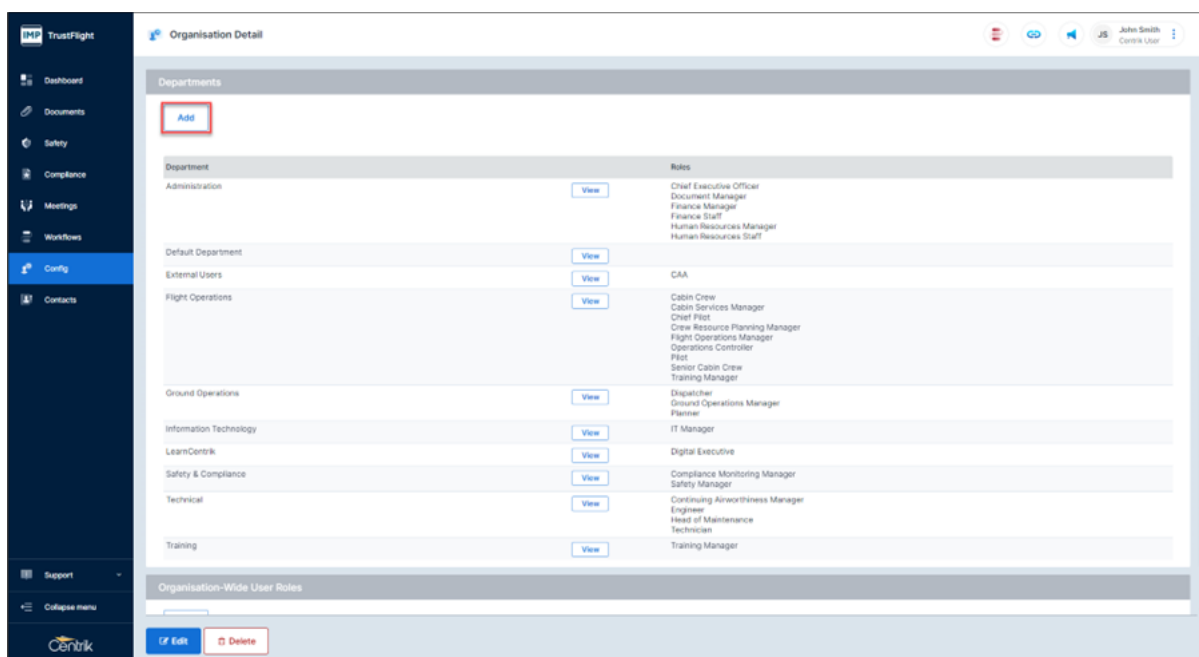 IMP TrustFlight
Organisation Detail
JS John Smith
Centrik User
Dashboard
Documents
Safety
Compliance
Meetings
Workflows
Config
Contacts
Support
Collapse menu
Centrik
Departments
Add
Department Roles
Administration View Chief Executive Officer
Document Manager
Finance Manager
Finance Staff
Human Resources Manager
Human Resources Staff
Default Department View
External Users View CAA
Flight Operations View Cabin Crew
Cabin Services Manager
Chief Pilot
Crew Resource Planning Manager
Flight Operations Manager
Operations Controller
Pilot
Senior Cabin Crew
Training Manager
Ground Operations View Dispatcher
Ground Operations Manager
Planner
Information Technology View IT Manager
LearnCentrik View Digital Executive
Safety & Compliance View Compliance Monitoring Manager
Safety Manager
Technical View Continuing Airworthiness Manager
Engineer
Head of Maintenance
Technician
Training View Training Manager
Organisation-Wide User Roles
Edit Delete